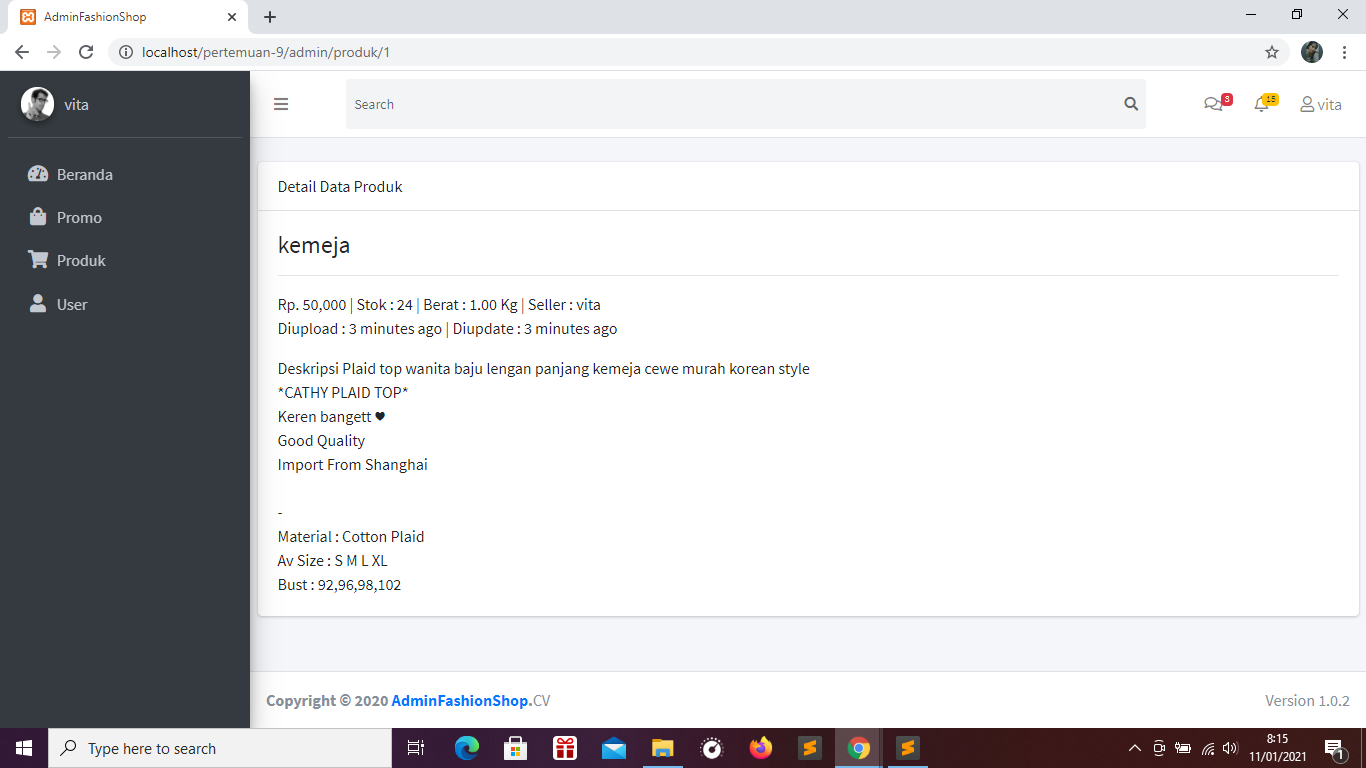 AdminFashionShop
localhost/pertemuan-9/admin/produk/1
vita
Search
3
15
vita
Beranda
Promo
Produk
User
Detail Data Produk
kemeja
Rp. 50,000 | Stok : 24 | Berat : 1.00 Kg | Seller : vita
Diupload : 3 minutes ago | Diupdate : 3 minutes ago
Deskripsi Plaid top wanita baju lengan panjang kemeja cewe murah korean style
*CATHY PLAID TOP*
Keren bangett ♥
Good Quality
Import From Shanghai
-
Material : Cotton Plaid
Av Size : S M L XL
Bust : 92,96,98,102
Copyright © 2020 AdminFashionShop.CV
Version 1.0.2
Type here to search
8:15
11/01/2021
1